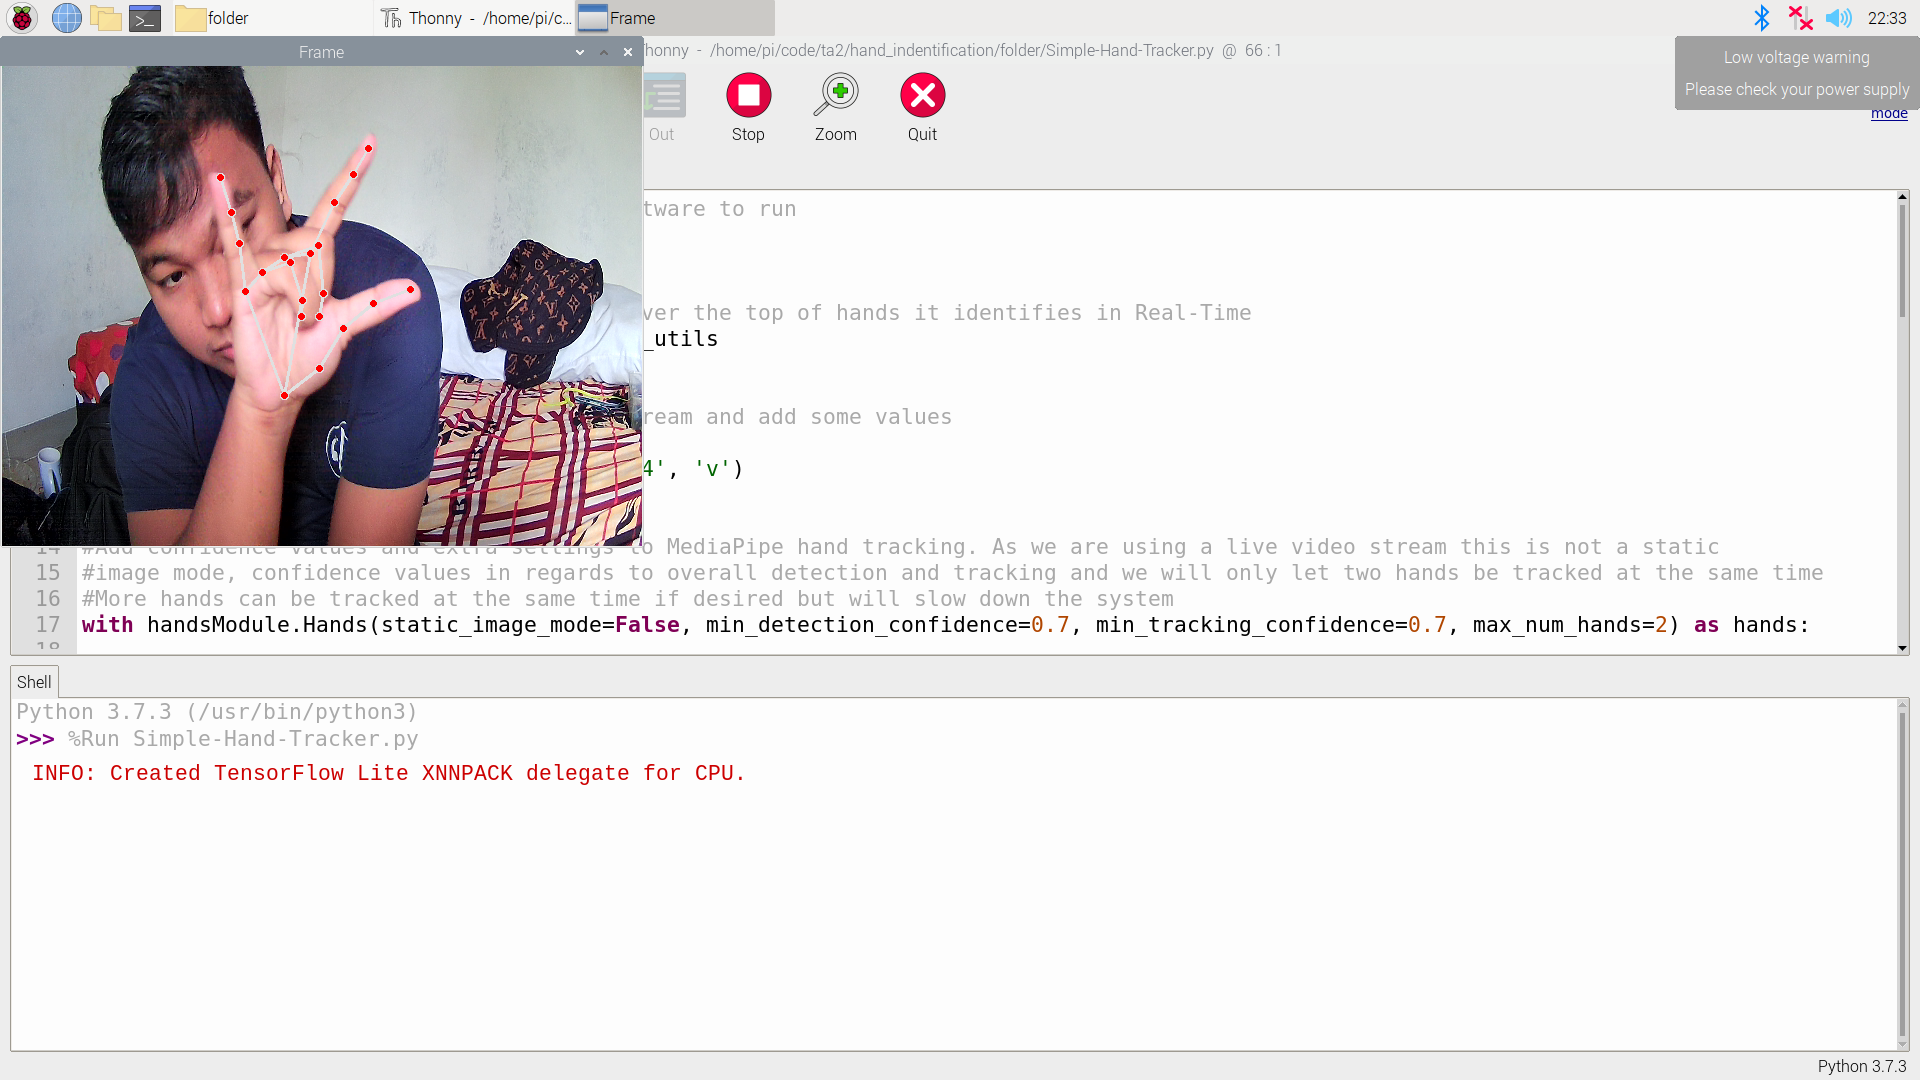 folder
Thonny - /home/pi/c...
Frame
22:33
Frame
honny - /home/pi/code/ta2/hand_indentification/folder/Simple-Hand-Tracker.py @ 66 : 1
Low voltage warning
Please check your power supply
mode
Out
Stop
Zoom
Quit
tware to run
ver the top of hands it identifies in Real-Time
_utils
ream and add some values
4', 'v')
14 #Add confidence values and extra settings to MediaPipe hand tracking. As we are using a live video stream this is not a static
15 #image mode, confidence values in regards to overall detection and tracking and we will only let two hands be tracked at the same time
16 #More hands can be tracked at the same time if desired but will slow down the system
17 with handsModule.Hands(static_image_mode=False, min_detection_confidence=0.7, min_tracking_confidence=0.7, max_num_hands=2) as hands:
18
Shell
Python 3.7.3 (/usr/bin/python3)
>>> %Run Simple-Hand-Tracker.py
INFO: Created TensorFlow Lite XNNPACK delegate for CPU.
Python 3.7.3